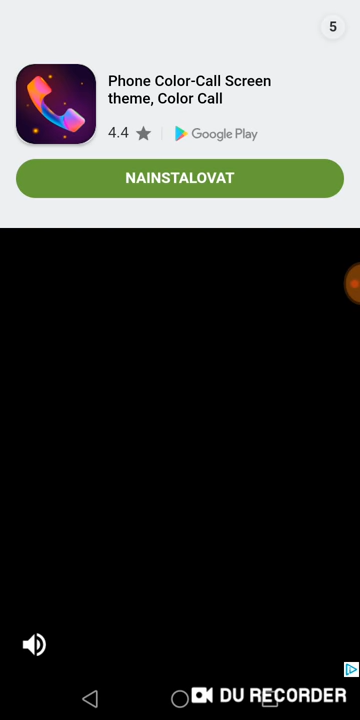 5
Phone Color-Call Screen
theme, Color Call
4.4
Google Play
NAINSTALOVAT
DU RECORDER